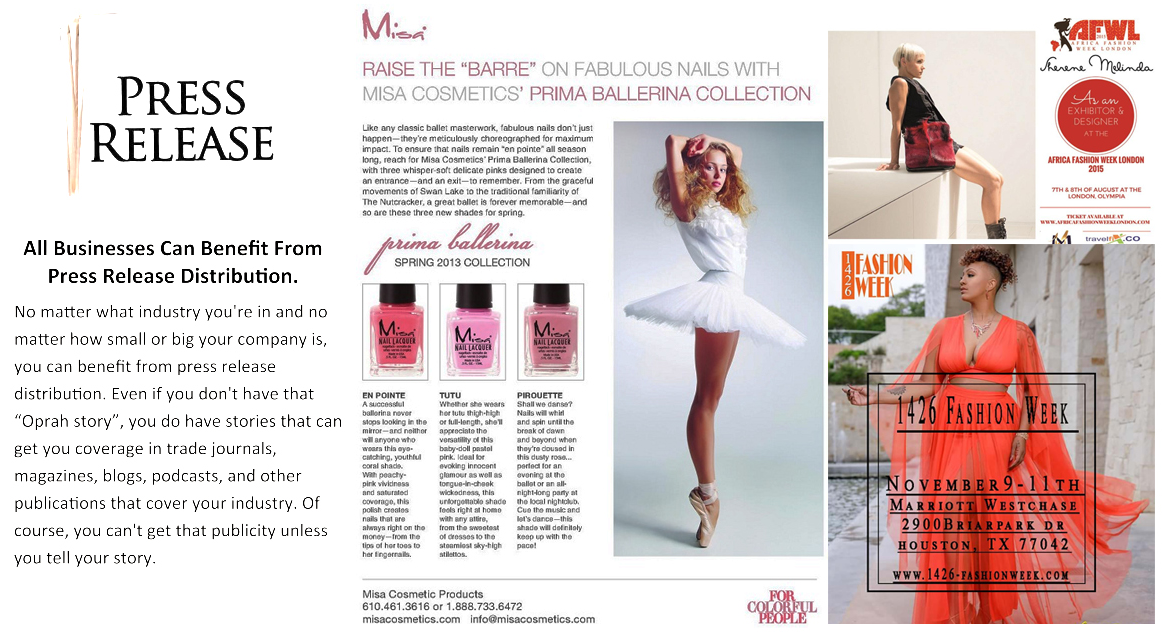 PRESS
RELEASE
All Businesses Can Benefit From
Press Release Distribution.
No matter what industry you're in and no
matter how small or big your company is,
you can benefit from press release
distribution. Even if you don't have that
“Oprah story”, you do have stories that can
get you coverage in trade journals,
magazines, blogs, podcasts, and other
publications that cover your industry. Of
course, you can't get that publicity unless
you tell your story.
Misa
RAISE THE “BARRE” ON FABULOUS NAILS WITH
MISA COSMETICS’ PRIMA BALLERINA COLLECTION
Like any classic ballet masterwork, fabulous nails don’t just
happen—they’re meticulously choreographed for maximum
impact. To ensure that nails remain “en pointe” all season
long, reach for Misa Cosmetics’ Prima Ballerina Collection,
with three whisper-soft delicate pinks designed to create
an entrance—and an exit—to remember. From the graceful
movements of Swan Lake to the traditional familiarity of
The Nutcracker, a great ballet is forever memorable—and
so are these three new shades for spring.
prima ballerina
SPRING 2013 COLLECTION
Misa
NAIL LACQUER
Misa
NAIL LACQUER
Misa
NAIL LACQUER
EN POINTE
A successful
ballerina never
stops looking in the
mirror—and neither
will anyone who
wears this eye-
catching, youthful
coral shade.
With peachy-
pink vividness
and saturated
coverage, this
polish creates
nails that are
always right on the
money—from the
tips of her toes to
her fingernails.
TUTU
Whether she wears
her tutu thigh-high
or full-length, she’ll
appreciate the
versatility of this
baby-doll pastel
pink. Ideal for
evoking innocent
glamour as well as
tongue-in-cheek
wickedness, this
unforgettable shade
feels right at home
with any attire,
from the sweetest
of dresses to the
steamiest sky-high
stilettos.
PIROUETTE
Shall we dance?
Nails will whirl
and spin until the
break of dawn
and beyond when
they’re doused in
this dusty rose...
perfect for an
evening at the
ballet or an all-
night-long party at
the local nightclub.
Cue the music and
let’s dance—this
shade will definitely
keep up with the
pace!
Misa Cosmetic Products
610.461.3616 or 1.888.733.6472
misacosmetics.com info@misacosmetics.com
FOR
COLORFUL
PEOPLE
AFWL
2015
AFRICA FASHION
WEEK LONDON
Sherene Melinda
As an
EXHIBITOR &
DESIGNER
AT THE
AFRICA FASHION WEEK LONDON
2015
7TH & 8TH OF AUGUST AT THE
LONDON, OLYMPIA
TICKET AVAILABLE AT
WWW.AFRICAFASHIONWEEKLONDON.COM
1426
FASHION
WEEK
1426 FASHION WEEK
NOVEMBER 9-11TH
MARRIOTT WESTCHASE
2900 BRIARPARK DR
HOUSTON, TX 77042
WWW.1426-FASHIONWEEK.COM